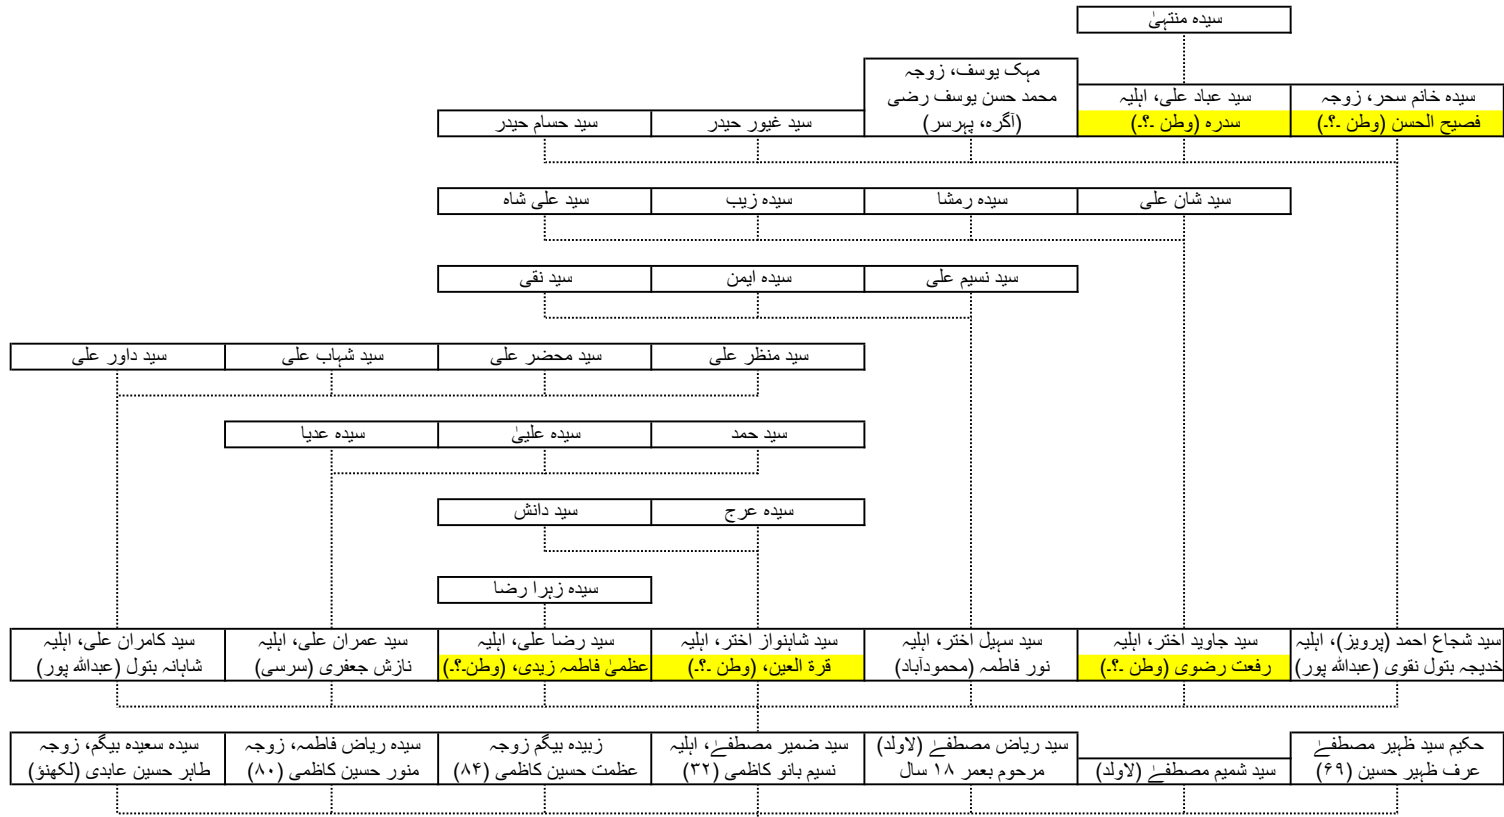 سیدہ منتہیٰ
سیدہ خانم سحر، زوجہ
فصیح الحسن (وطن ۔؟۔)
سید عباد علی، اہلیہ
سدرہ (وطن ۔؟۔)
مہک یوسف، زوجہ
محمد حسن یوسف رضی
(آگرہ، پہرسر)
سید غیور حیدر
سید حسام حیدر
سید شان علی
سیدہ رمشا
سیدہ زیب
سید علی شاہ
سید نسیم علی
سیدہ ایمن
سید نقی
سید منظر علی
سید محضر علی
سید شہاب علی
سید داور علی
سید حمد
سیدہ علییٰ
سیدہ عدیا
سیدہ عرج
سید دانش
سیدہ زہرا رضا
سید شجاع احمد (پرویز)، اہلیہ
خدیجہ بتول نقوی (عبداللہ پور)
سید جاوید اختر، اہلیہ
رفعت رضوی (وطن ۔؟۔)
سید سہیل اختر، اہلیہ
نور فاطمہ (محمودآباد)
سید شاہنواز اختر، اہلیہ
قرۃ العین، (وطن ۔؟۔)
سید رضا علی، اہلیہ
عظمیٰ فاطمہ زیدی، (وطن۔؟۔)
سید عمران علی، اہلیہ
نازش جعفری (سرسی)
سید کامران علی، اہلیہ
شاہانہ بتول (عبداللہ پور)
حکیم سید ظہیر مصطفےٰ
عرف ظہیر حسین (۶۹)
سید شمیم مصطفےٰ (لاولد)
سید ریاض مصطفےٰ (لاولد)
مرحوم بعمر ۱۸ سال
سید ضمیر مصطفےٰ، اہلیہ
نسیم بانو کاظمی (۳۲)
زبیدہ بیگم زوجہ
عظمت حسین کاظمی (۸۴)
سیدہ ریاض فاطمہ، زوجہ
منور حسین کاظمی (۸۰)
سیدہ سعیدہ بیگم، زوجہ
طاہر حسین عابدی (لکھنؤ)